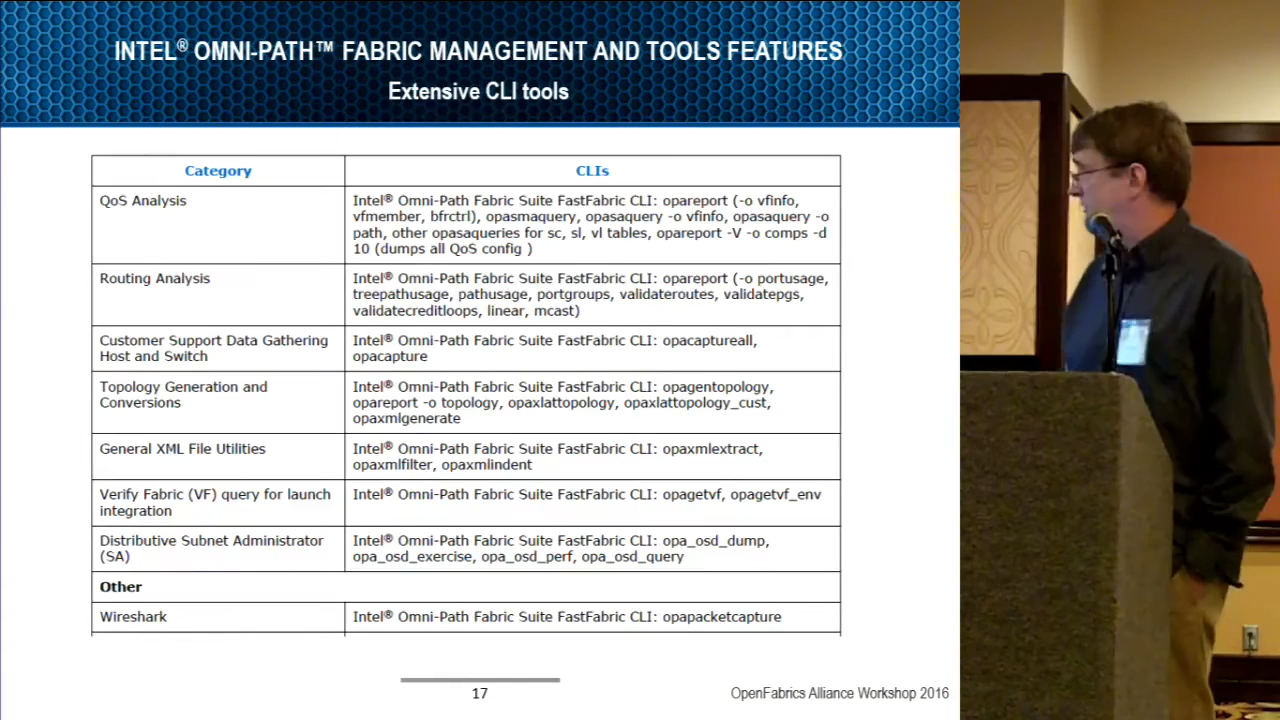 INTEL® OMNI-PATH™ FABRIC MANAGEMENT AND TOOLS FEATURES
Extensive CLI tools
Category
CLIs
QoS Analysis
Intel® Omni-Path Fabric Suite FastFabric CLI: opareport (-o vfinfo,
vfmember, bfrctrl), opasmaquery, opasaquery -o vfinfo, opasaquery -o
path, other opasaqueries for sc, sl, vl tables, opareport -V -o comps -d
10 (dumps all QoS config )
Routing Analysis
Intel® Omni-Path Fabric Suite FastFabric CLI: opareport (-o portusage,
treepathusage, pathusage, portgroups, validateroutes, validatepgs,
validatecreditloops, linear, mcast)
Customer Support Data Gathering
Host and Switch
Intel® Omni-Path Fabric Suite FastFabric CLI: opacaptureall,
opacapture
Topology Generation and
Conversions
Intel® Omni-Path Fabric Suite FastFabric CLI: opagentopology,
opareport -o topology, opaxlattopology, opaxlattopology_cust,
opaxmlgenerate
General XML File Utilities
Intel® Omni-Path Fabric Suite FastFabric CLI: opaxmlextract,
opaxmlfilter, opaxmlindent
Verify Fabric (VF) query for launch
integration
Intel® Omni-Path Fabric Suite FastFabric CLI: opagetvf, opagetvf_env
Distributive Subnet Administrator
(SA)
Intel® Omni-Path Fabric Suite FastFabric CLI: opa_osd_dump,
opa_osd_exercise, opa_osd_perf, opa_osd_query
Other
Wireshark
Intel® Omni-Path Fabric Suite FastFabric CLI: opapacketcapture
17
OpenFabrics Alliance Workshop 2016